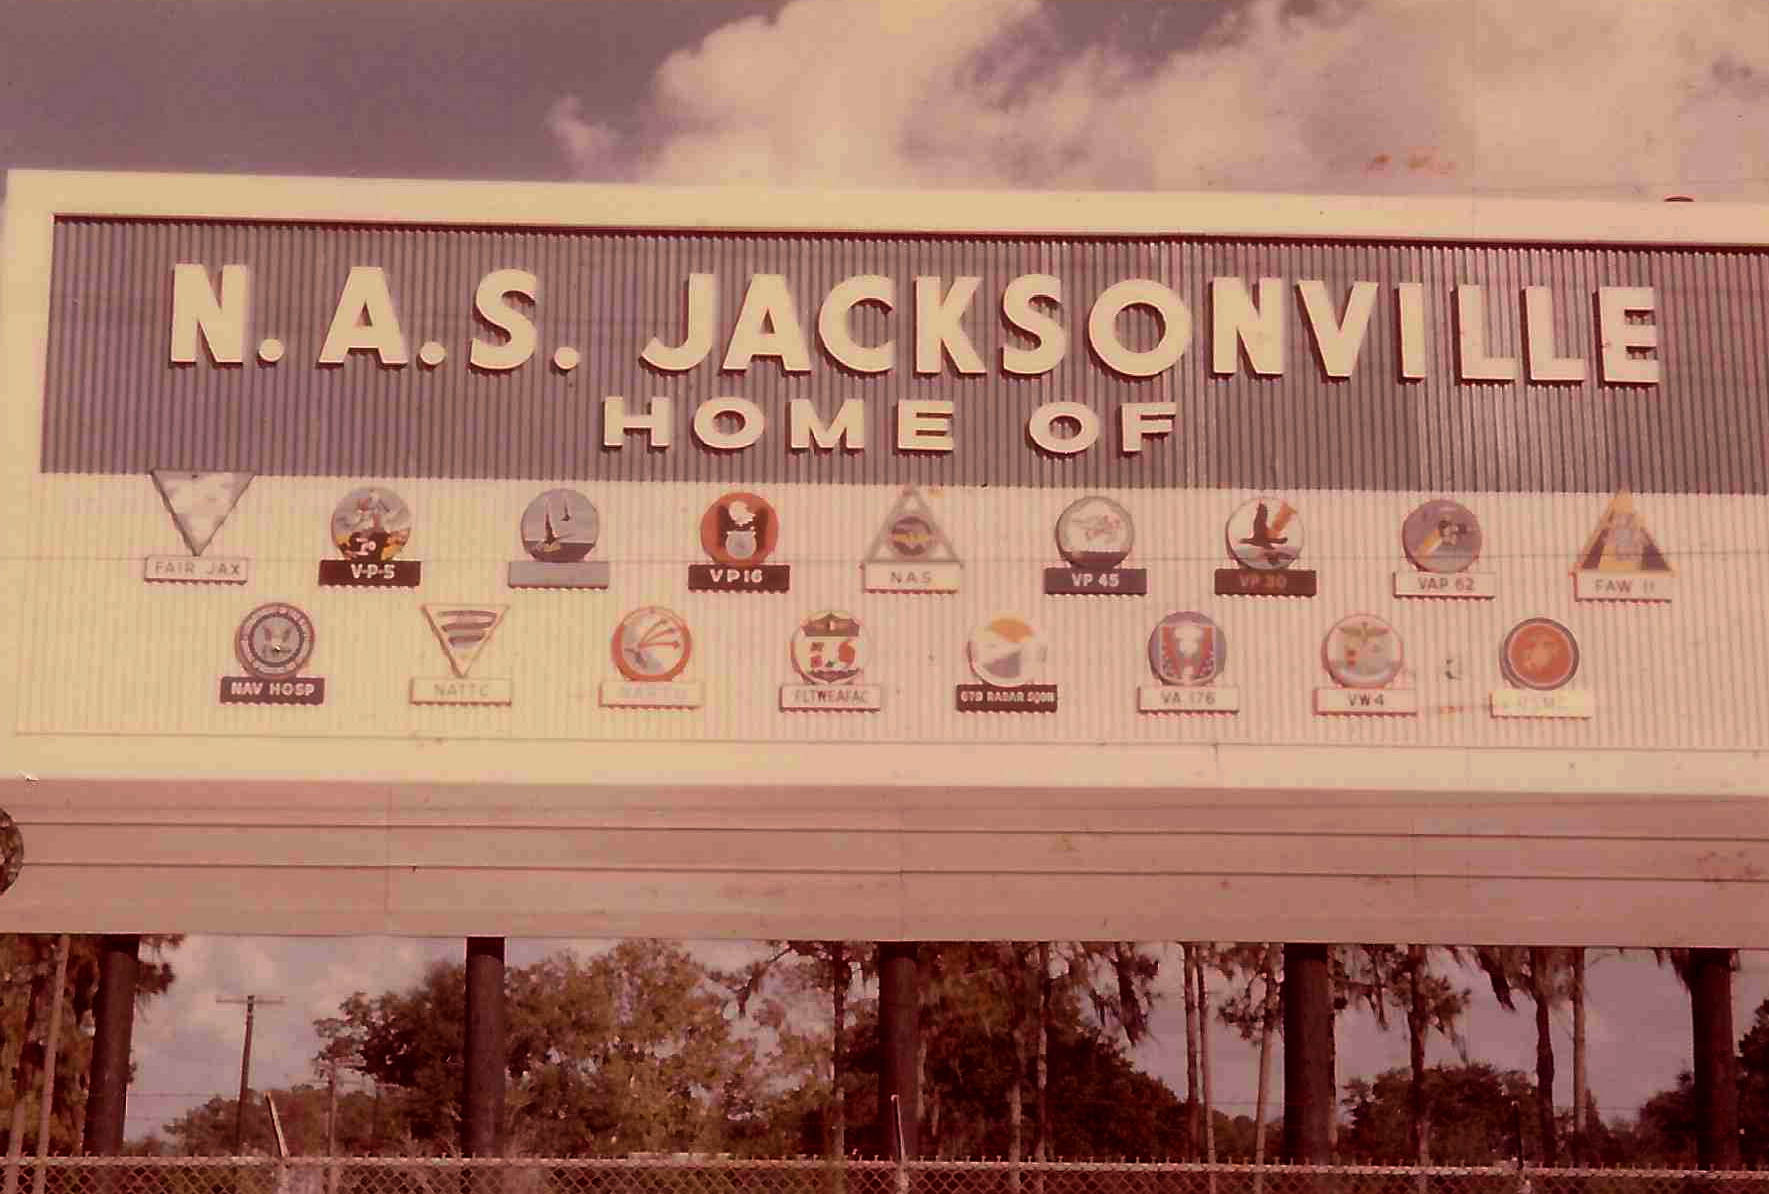 N.A.S. JACKSONVILLE
HOME OF
FAIR JAX V-P-5 VP16 NAS VP 45 VP 30 VAP 62 FAW 11
NAV HOSP NATTC FLTWEAFAC GTD RADAR SQDN VA 176 VW4